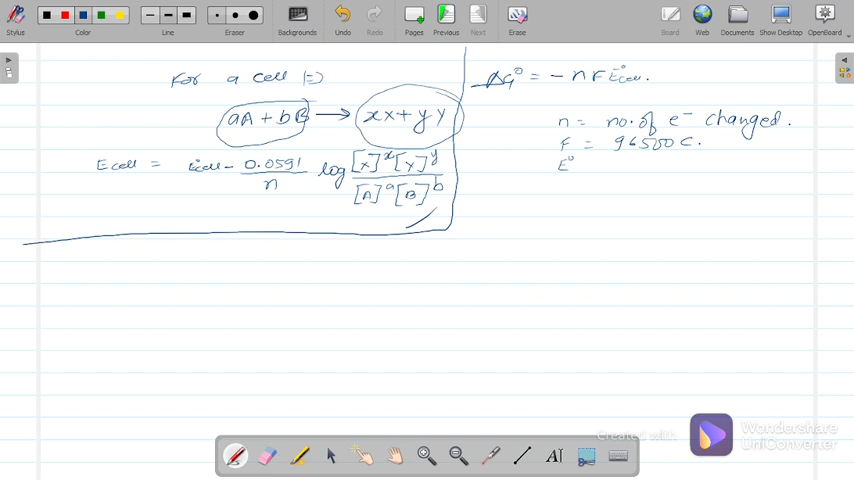 Stylus
Color
Line
Eraser
Backgrounds
Undo
Redo
Pages
Previous
Next
Erase
Board
Web
Documents
Show Desktop
OpenBoard
For a cell |=)
aA + bB → xX + yY
Ecell = E°cell - 0.0591/n log [X]^x [Y]^y / [A]^a [B]^b
ΔG° = - n F E°cell.
n = no. of e⁻ changed.
F = 96500 C.
E°
Created with
Wondershare
UniConverter